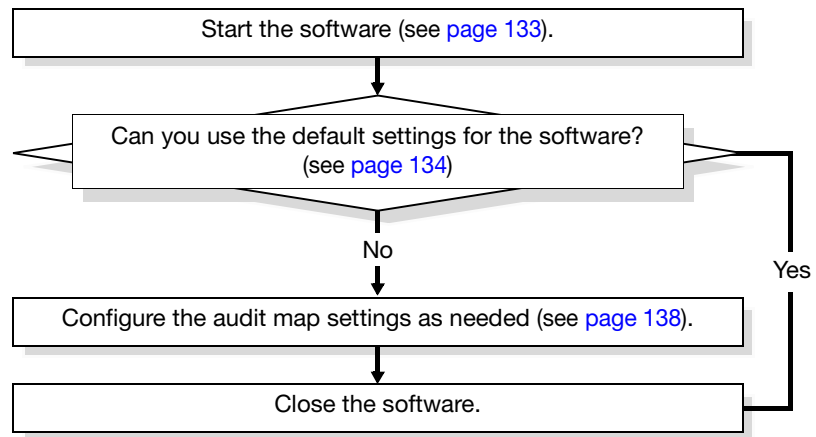 Start the software (see page 133).
Can you use the default settings for the software?
(see page 134)
No
Yes
Configure the audit map settings as needed (see page 138).
Close the software.